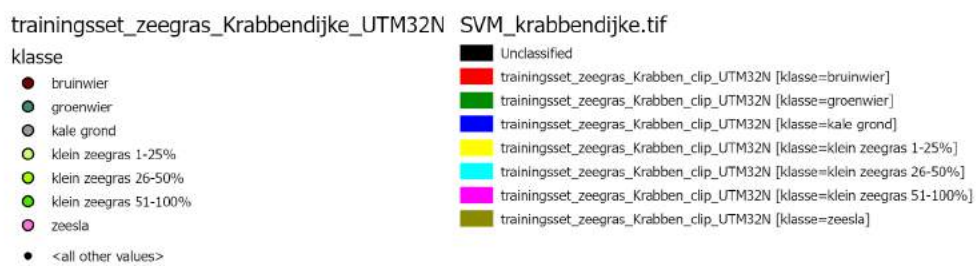 trainingsset_zeegras_Krabbendijke_UTM32N
klasse
bruinwier
groenwier
kale grond
klein zeegras 1-25%
klein zeegras 26-50%
klein zeegras 51-100%
zeesla
<all other values>
SVM_krabbendijke.tif
Unclassified
trainingsset_zeegras_Krabben_clip_UTM32N [klasse=bruinwier]
trainingsset_zeegras_Krabben_clip_UTM32N [klasse=groenwier]
trainingsset_zeegras_Krabben_clip_UTM32N [klasse=kale grond]
trainingsset_zeegras_Krabben_clip_UTM32N [klasse=klein zeegras 1-25%]
trainingsset_zeegras_Krabben_clip_UTM32N [klasse=klein zeegras 26-50%]
trainingsset_zeegras_Krabben_clip_UTM32N [klasse=klein zeegras 51-100%]
trainingsset_zeegras_Krabben_clip_UTM32N [klasse=zeesla]